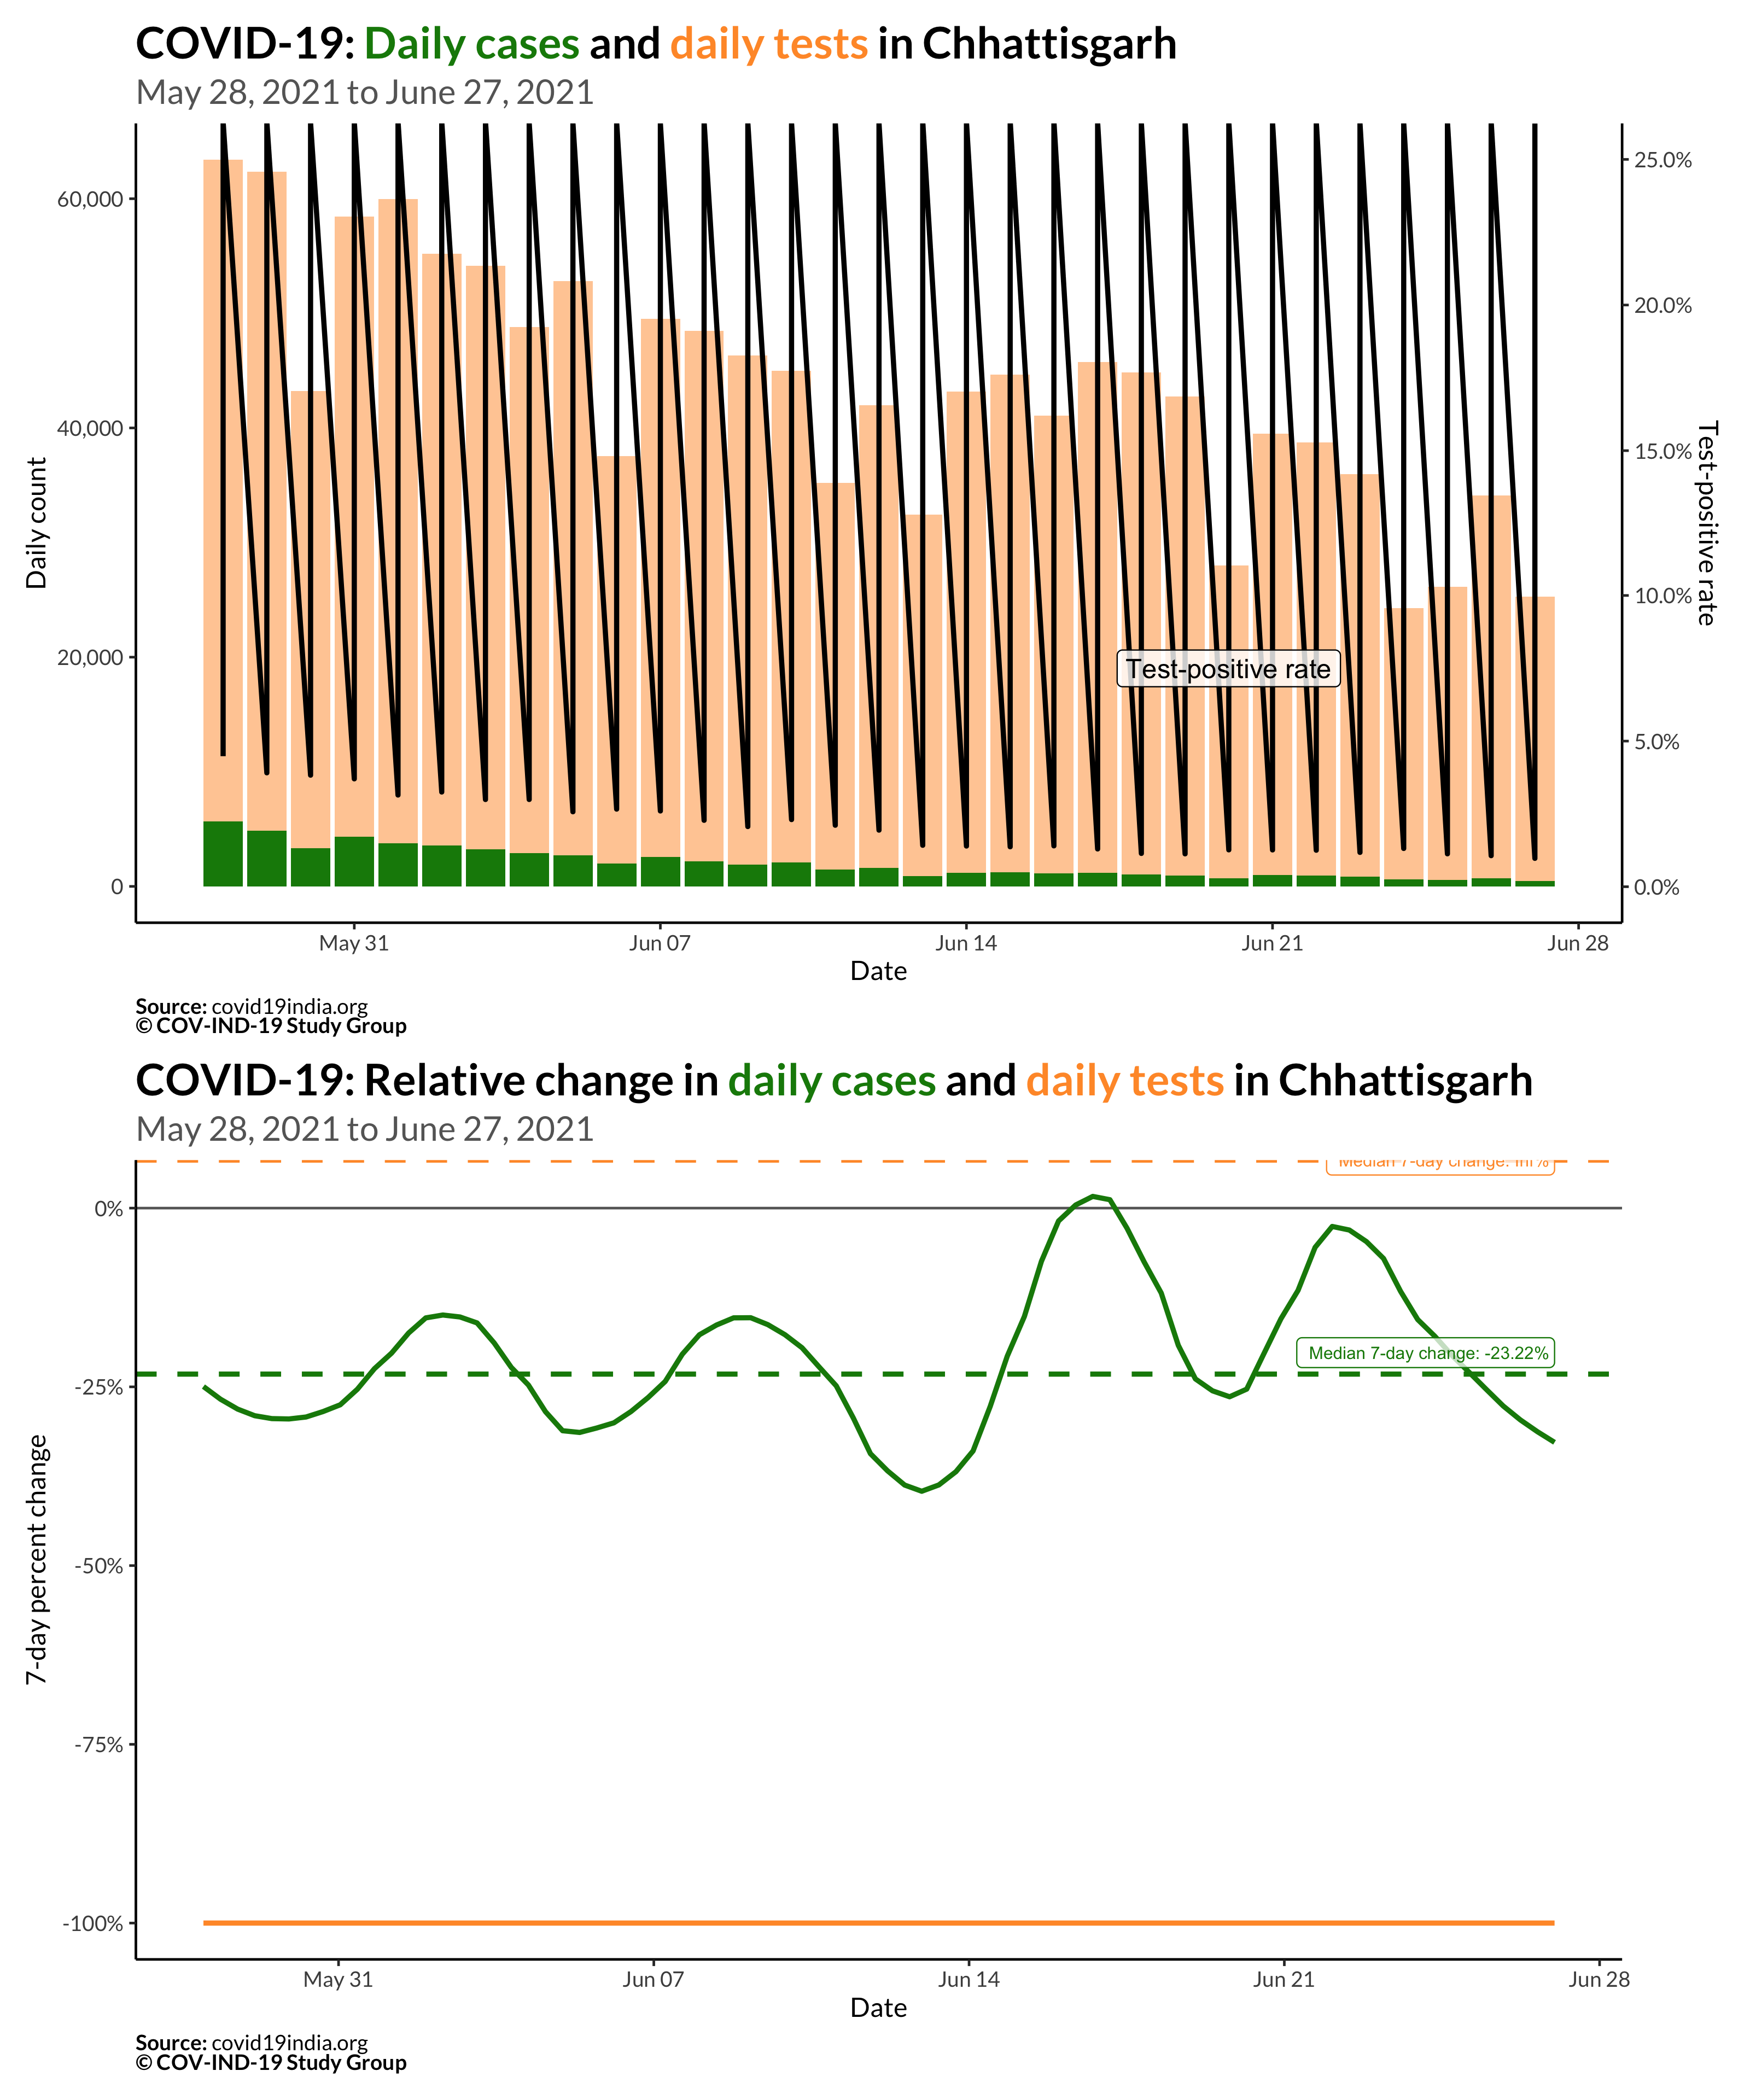 COVID-19: Daily cases and daily tests in Chhattisgarh
May 28, 2021 to June 27, 2021
60,000
40,000
20,000
0
Daily count
25.0%
20.0%
15.0%
10.0%
5.0%
0.0%
Test-positive rate
Test-positive rate
May 31
Jun 07
Jun 14
Jun 21
Jun 28
Date
Source: covid19india.org
© COV-IND-19 Study Group
COVID-19: Relative change in daily cases and daily tests in Chhattisgarh
May 28, 2021 to June 27, 2021
Median 7-day change: Inf%
0%
-25%
-50%
-75%
-100%
7-day percent change
Median 7-day change: -23.22%
May 31
Jun 07
Jun 14
Jun 21
Jun 28
Date
Source: covid19india.org
© COV-IND-19 Study Group